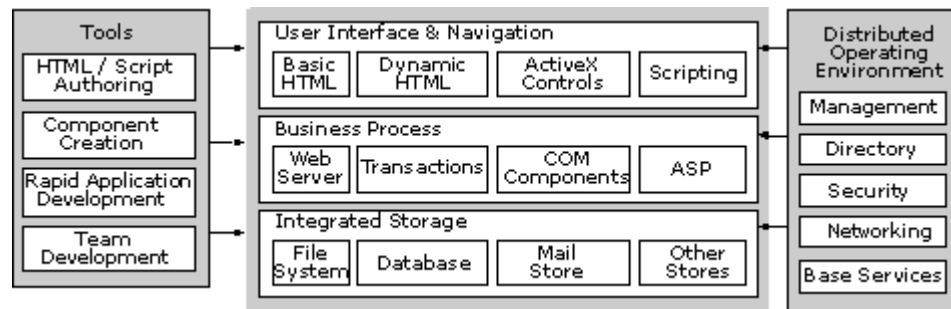 Tools
HTML / Script
Authoring
Component
Creation
Rapid Application
Development
Team
Development
User Interface & Navigation
Basic
HTML
Dynamic
HTML
ActiveX
Controls
Scripting
Business Process
Web
Server
Transactions
COM
Components
ASP
Integrated Storage
File
System
Database
Mail
Store
Other
Stores
Distributed
Operating
Environment
Management
Directory
Security
Networking
Base Services